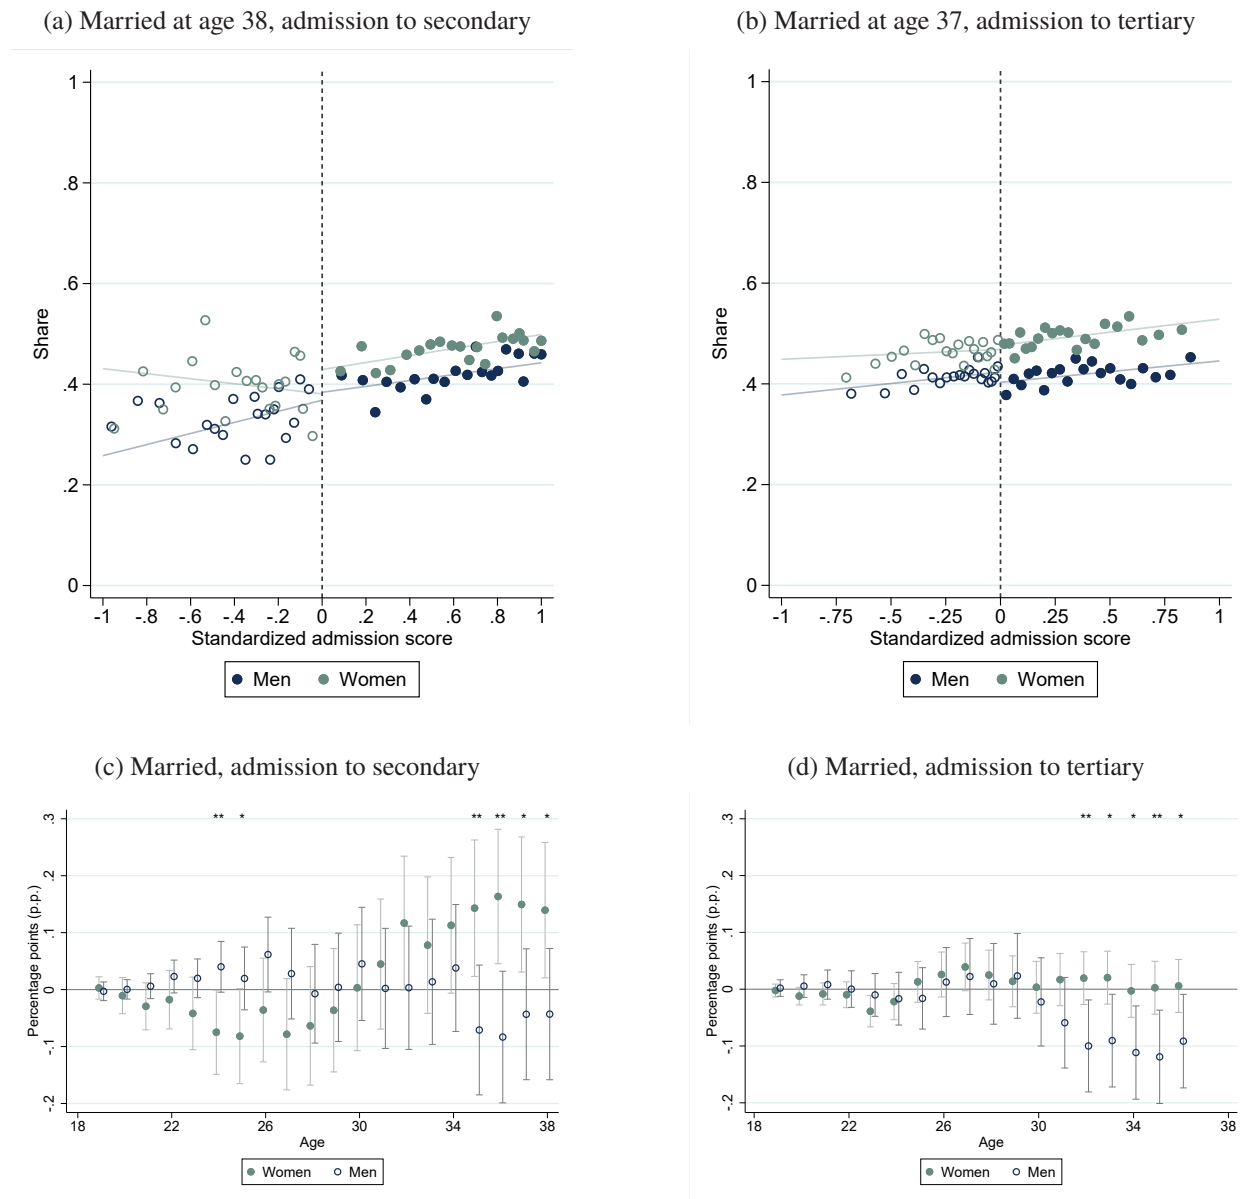 (a) Married at age 38, admission to secondary
1
.8
.6
.4
.2
0
Share
-1 -.8 -.6 -.4 -.2 0 .2 .4 .6 .8 1
Standardized admission score
Men Women
(b) Married at age 37, admission to tertiary
1
.8
.6
.4
.2
0
Share
-1 -.75 -.5 -.25 0 .25 .5 .75 1
Standardized admission score
Men Women
(c) Married, admission to secondary
** * ** ** * *
.3
.2
.1
0
-.1
-.2
Percentage points (p.p.)
18 22 26 30 34 38
Age
Women Men
(d) Married, admission to tertiary
** * * ** *
.3
.2
.1
0
-.1
-.2
Percentage points (p.p.)
18 22 26 30 34 38
Age
Women Men